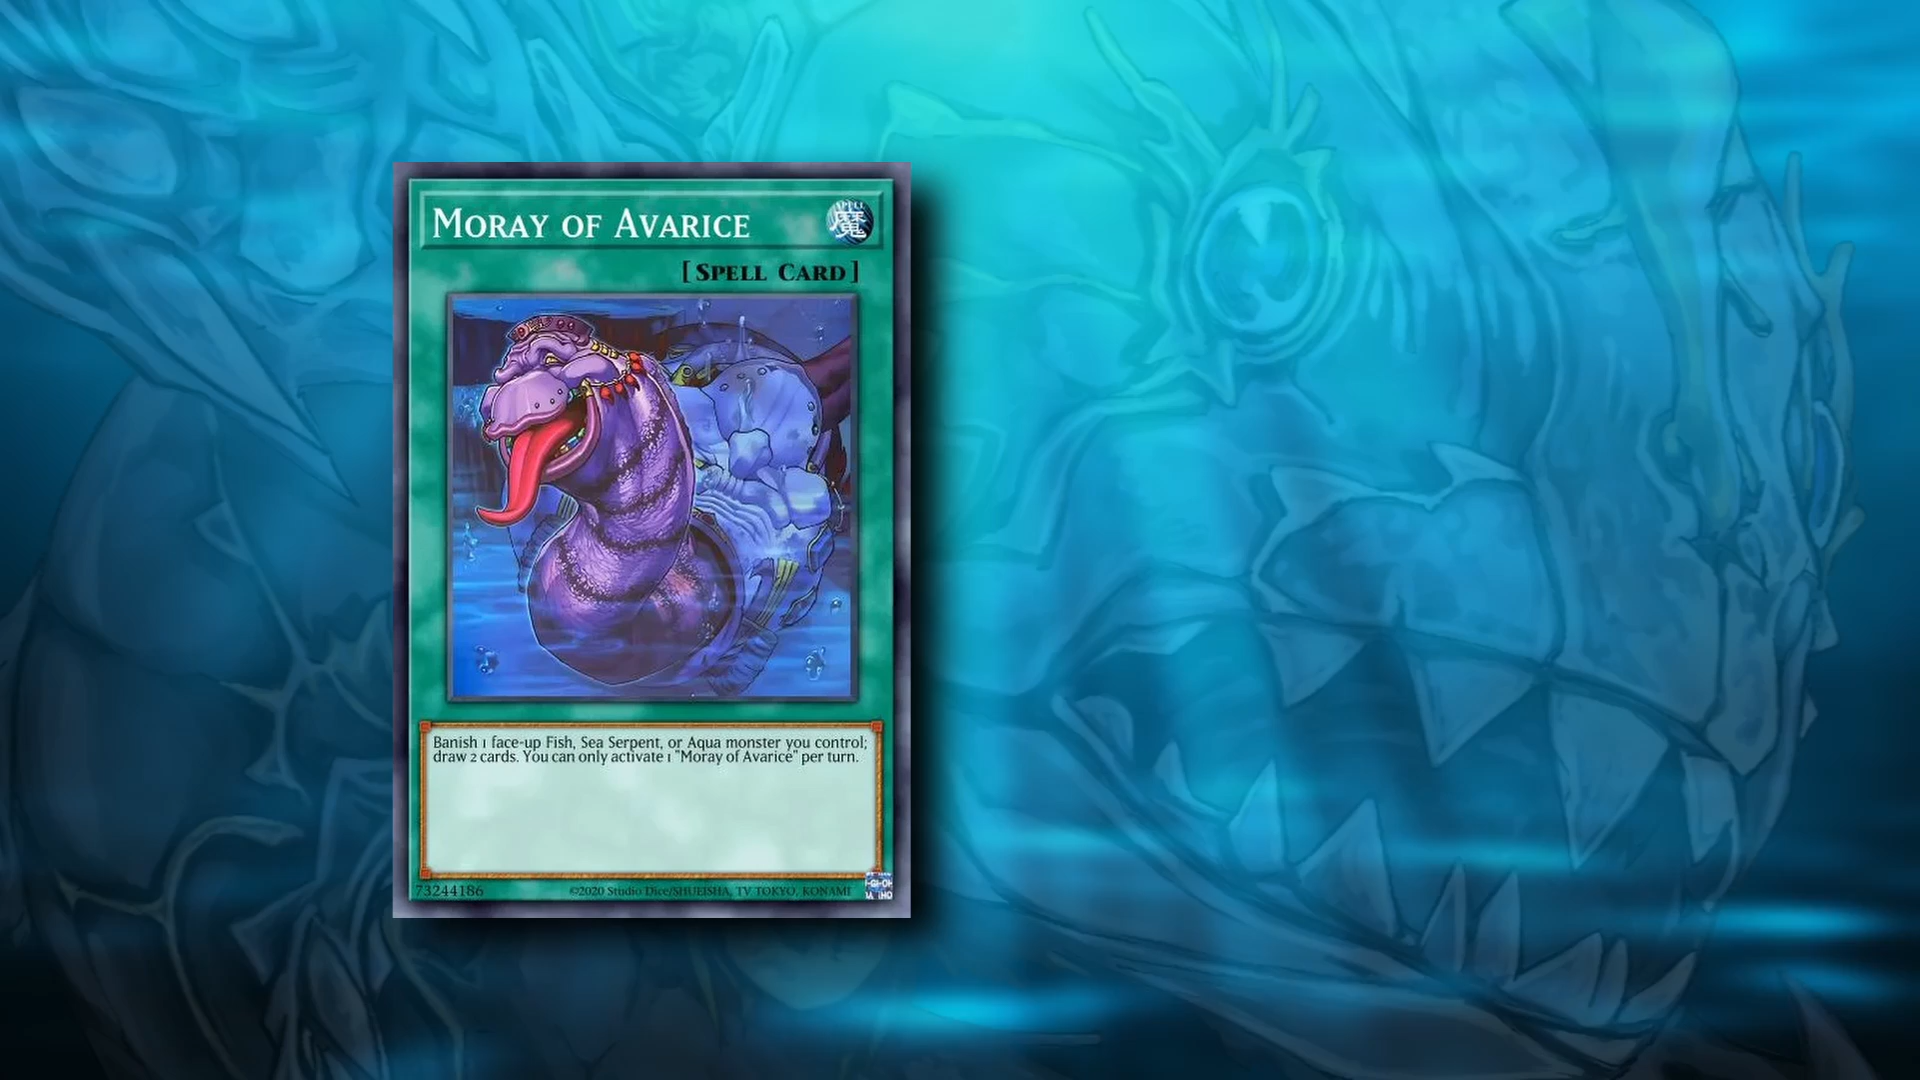 Moray of Avarice
[Spell Card]
Banish 1 face-up Fish, Sea Serpent, or Aqua monster you control;
draw 2 cards. You can only activate 1 "Moray of Avarice" per turn.
73244186 ©2020 Studio Dice/SHUEISHA, TV TOKYO, KONAMI